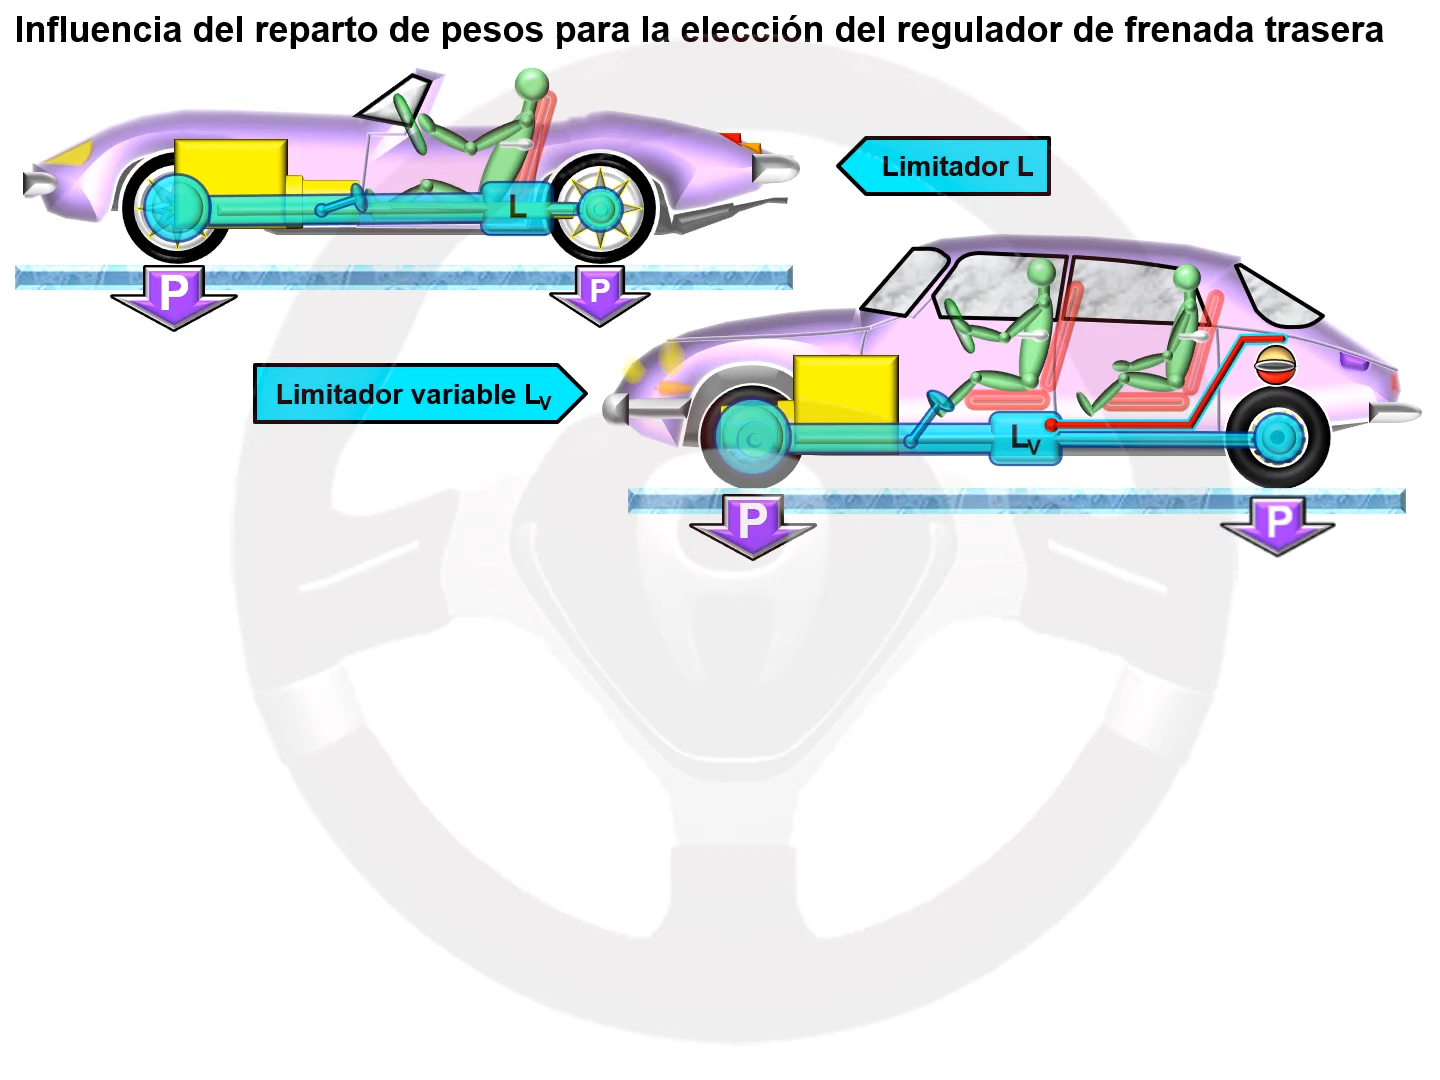 Influencia del reparto de pesos para la elección del regulador de frenada trasera
Limitador L
L
P
P
Limitador variable LV
LV
P
P